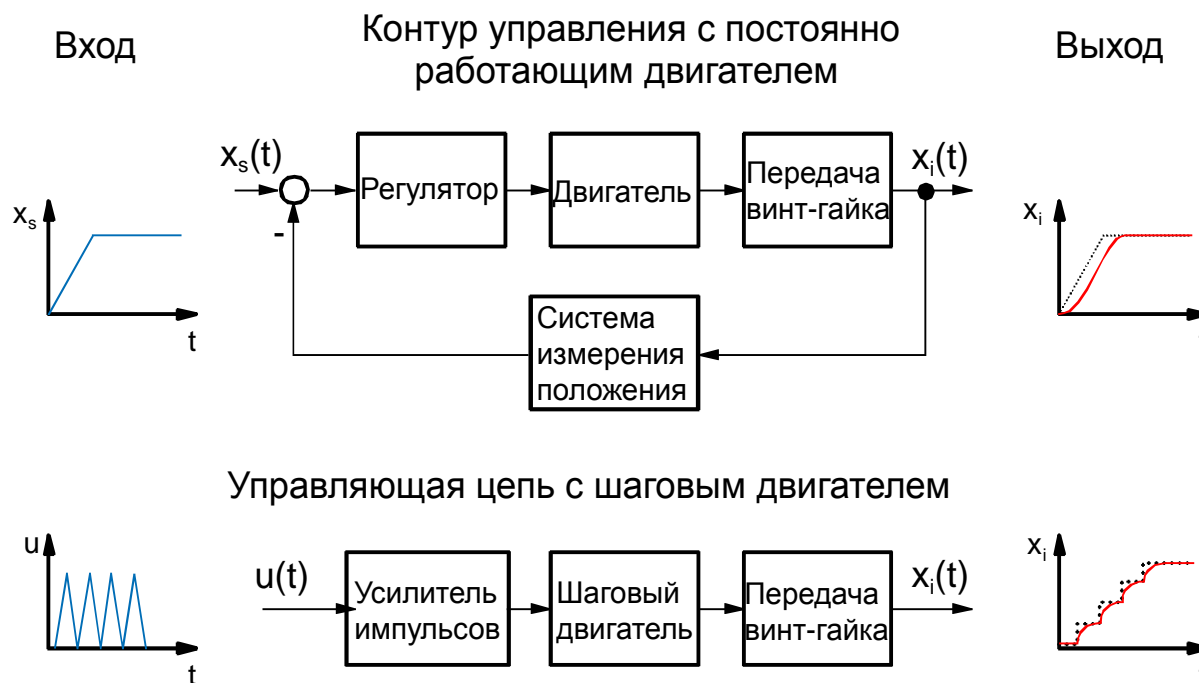 Вход
Контур управления с постоянно
работающим двигателем
Выход
xs(t)
Регулятор
Двигатель
Передача
винт-гайка
xi(t)
-
xs
t
xi
Система
измерения
положения
Управляющая цепь с шаговым двигателем
u
t
u(t)
Усилитель
импульсов
Шаговый
двигатель
Передача
винт-гайка
xi(t)
xi